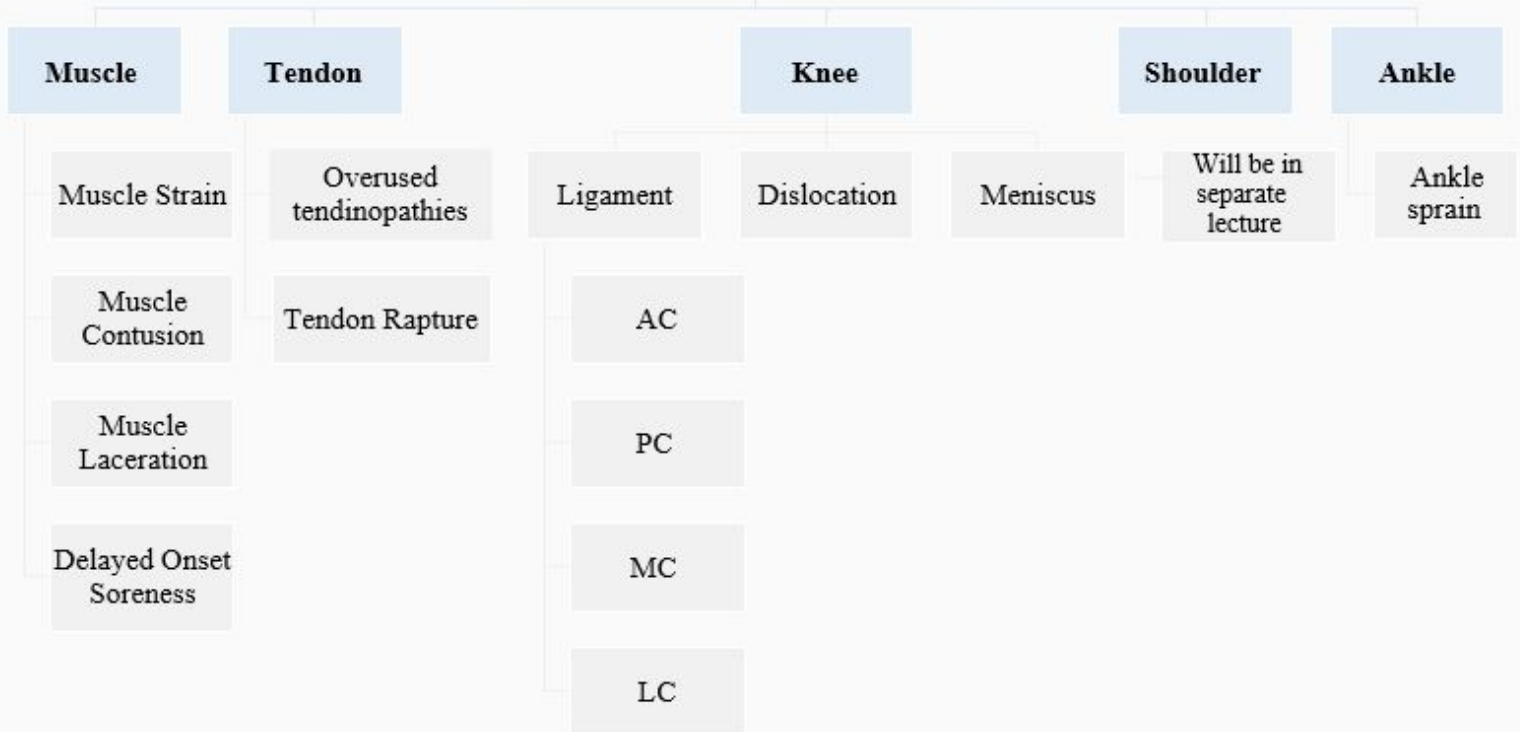 Muscle
Tendon
Knee
Shoulder
Ankle
Muscle Strain
Overused
tendinopathies
Ligament
Dislocation
Meniscus
Will be in
separate
lecture
Ankle
sprain
Muscle
Contusion
Tendon Rapture
AC
Muscle
Laceration
PC
Delayed Onset
Soreness
MC
LC